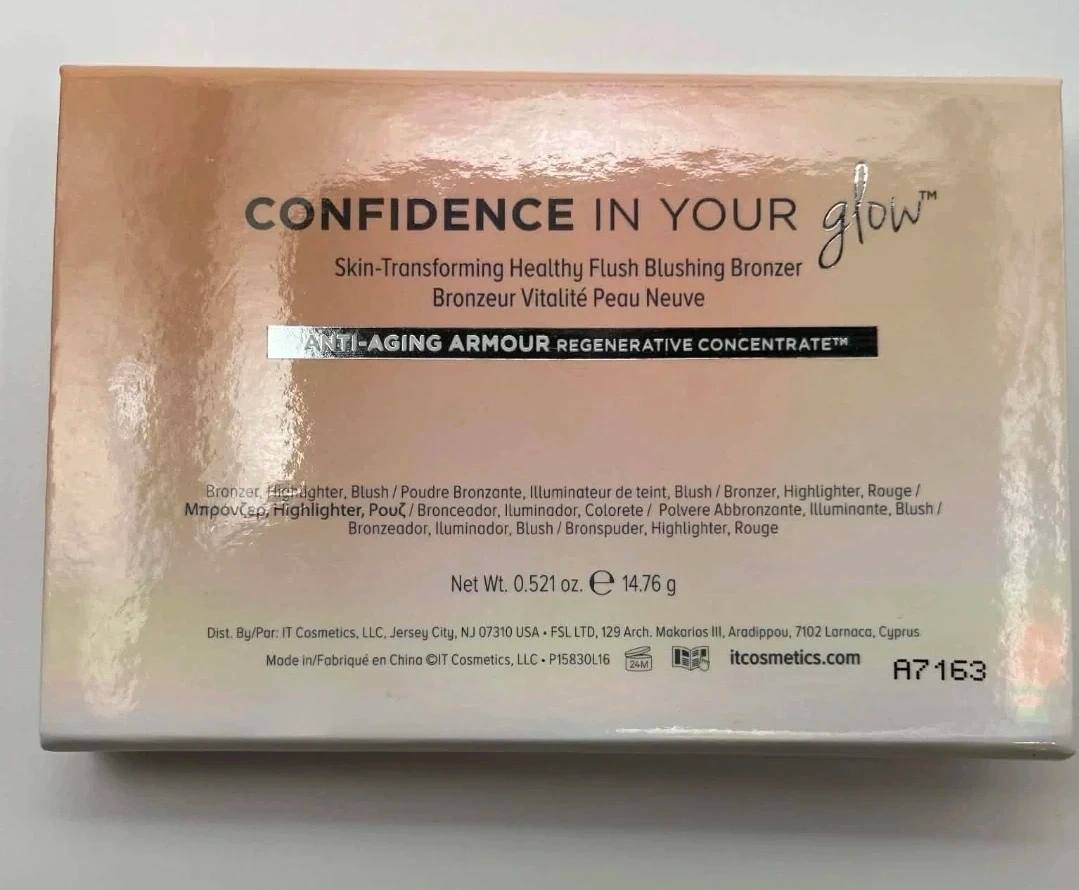 CONFIDENCE IN YOUR glow™
Skin-Transforming Healthy Flush Blushing Bronzer
Bronzeur Vitalité Peau Neuve
ANTI-AGING ARMOUR REGENERATIVE CONCENTRATE™
Bronzer, Highlighter, Blush / Poudre Bronzante, Illuminateur de teint, Blush / Bronzer, Highlighter, Rouge /
Μπρόνζερ, Highlighter, Ρουζ / Bronceador, Iluminador, Colorete / Polvere Abbronzante, Illuminante, Blush /
Bronzeador, Iluminador, Blush / Bronspuder, Highlighter, Rouge
Net Wt. 0.521 oz. ℮ 14.76 g
Dist. By/Par: IT Cosmetics, LLC, Jersey City, NJ 07310 USA • FSL LTD, 129 Arch. Makarios III, Aradippou, 7102 Larnaca, Cyprus
Made in/Fabriqué en China ©IT Cosmetics, LLC • P15830L16 24M itcosmetics.com A7163